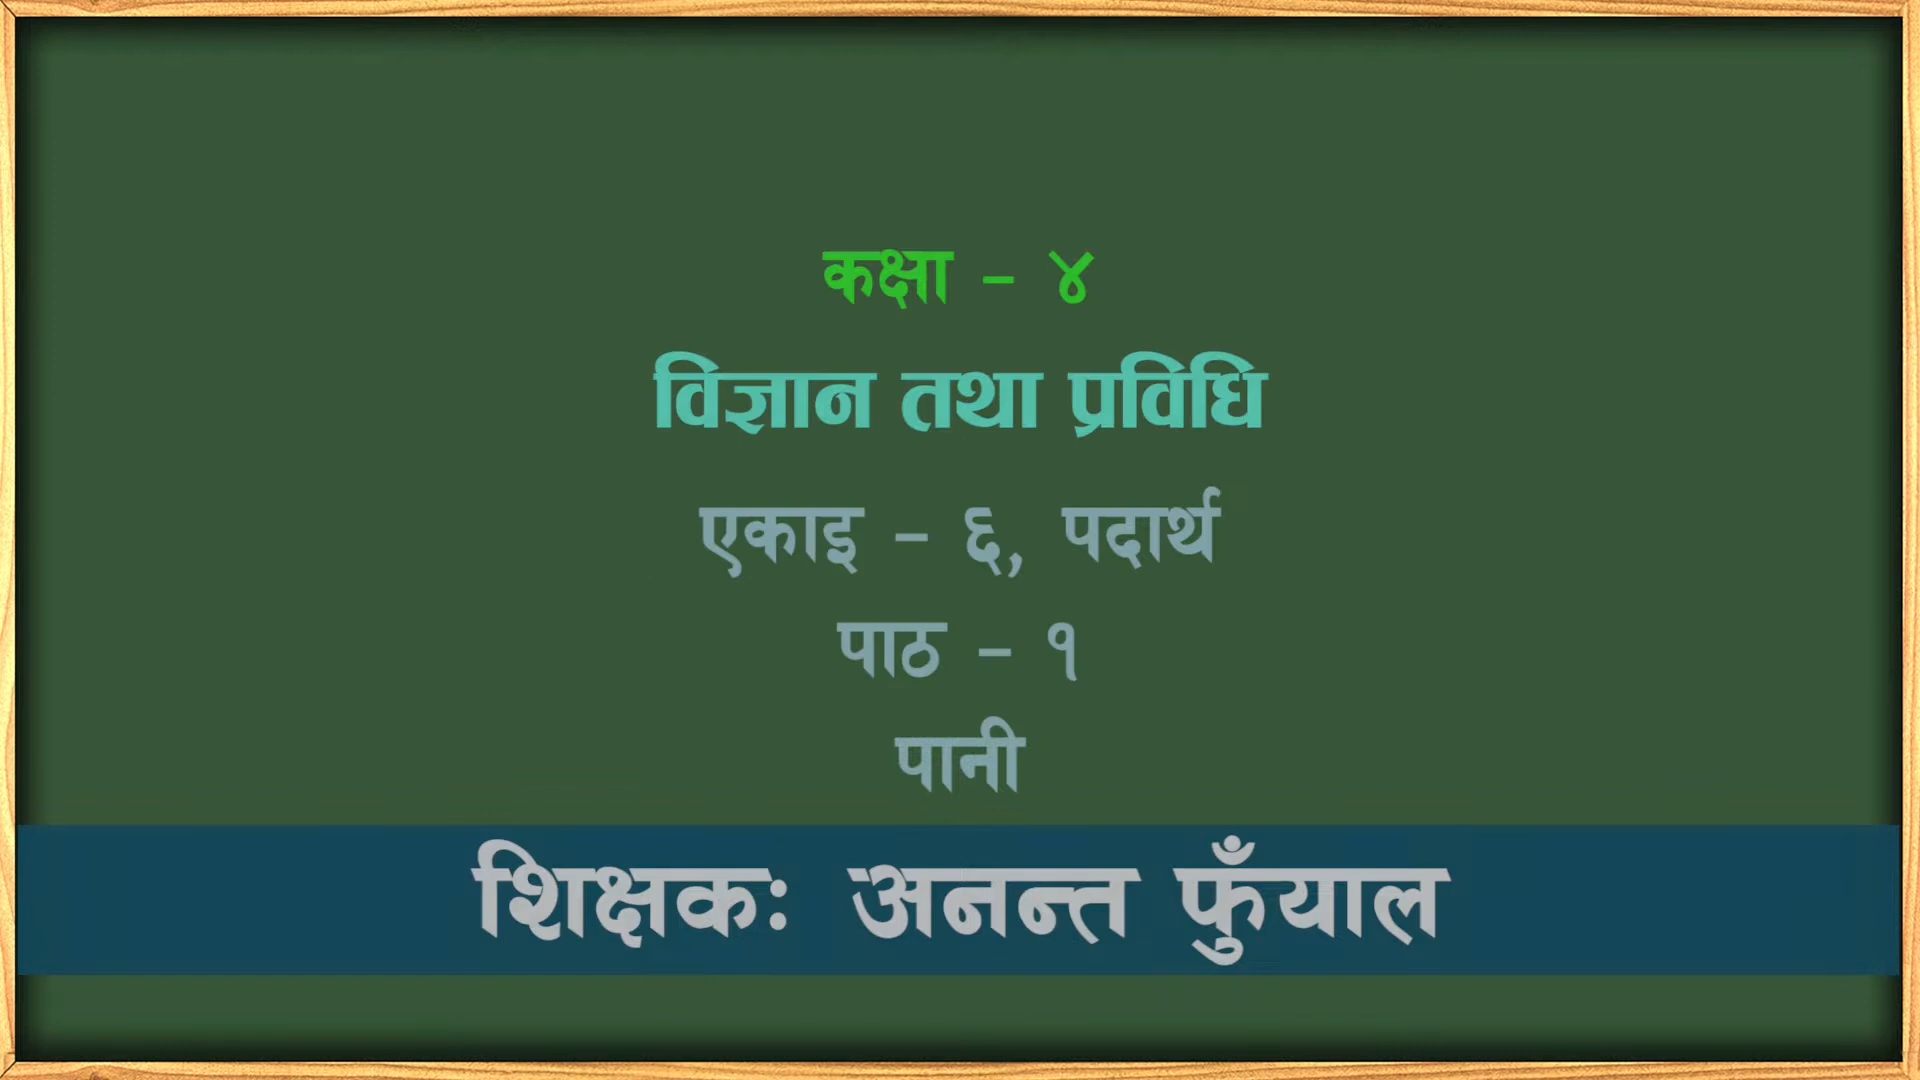 कक्षा – ४
विज्ञान तथा प्रविधि
एकाइ – ६, पदार्थ
पाठ – १
पानी
शिक्षकः अनन्त फुँयाल